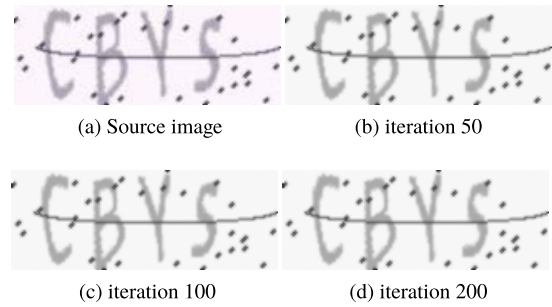 CBYS CBYS
(a) Source image (b) iteration 50
CBYS CBYS
(c) iteration 100 (d) iteration 200